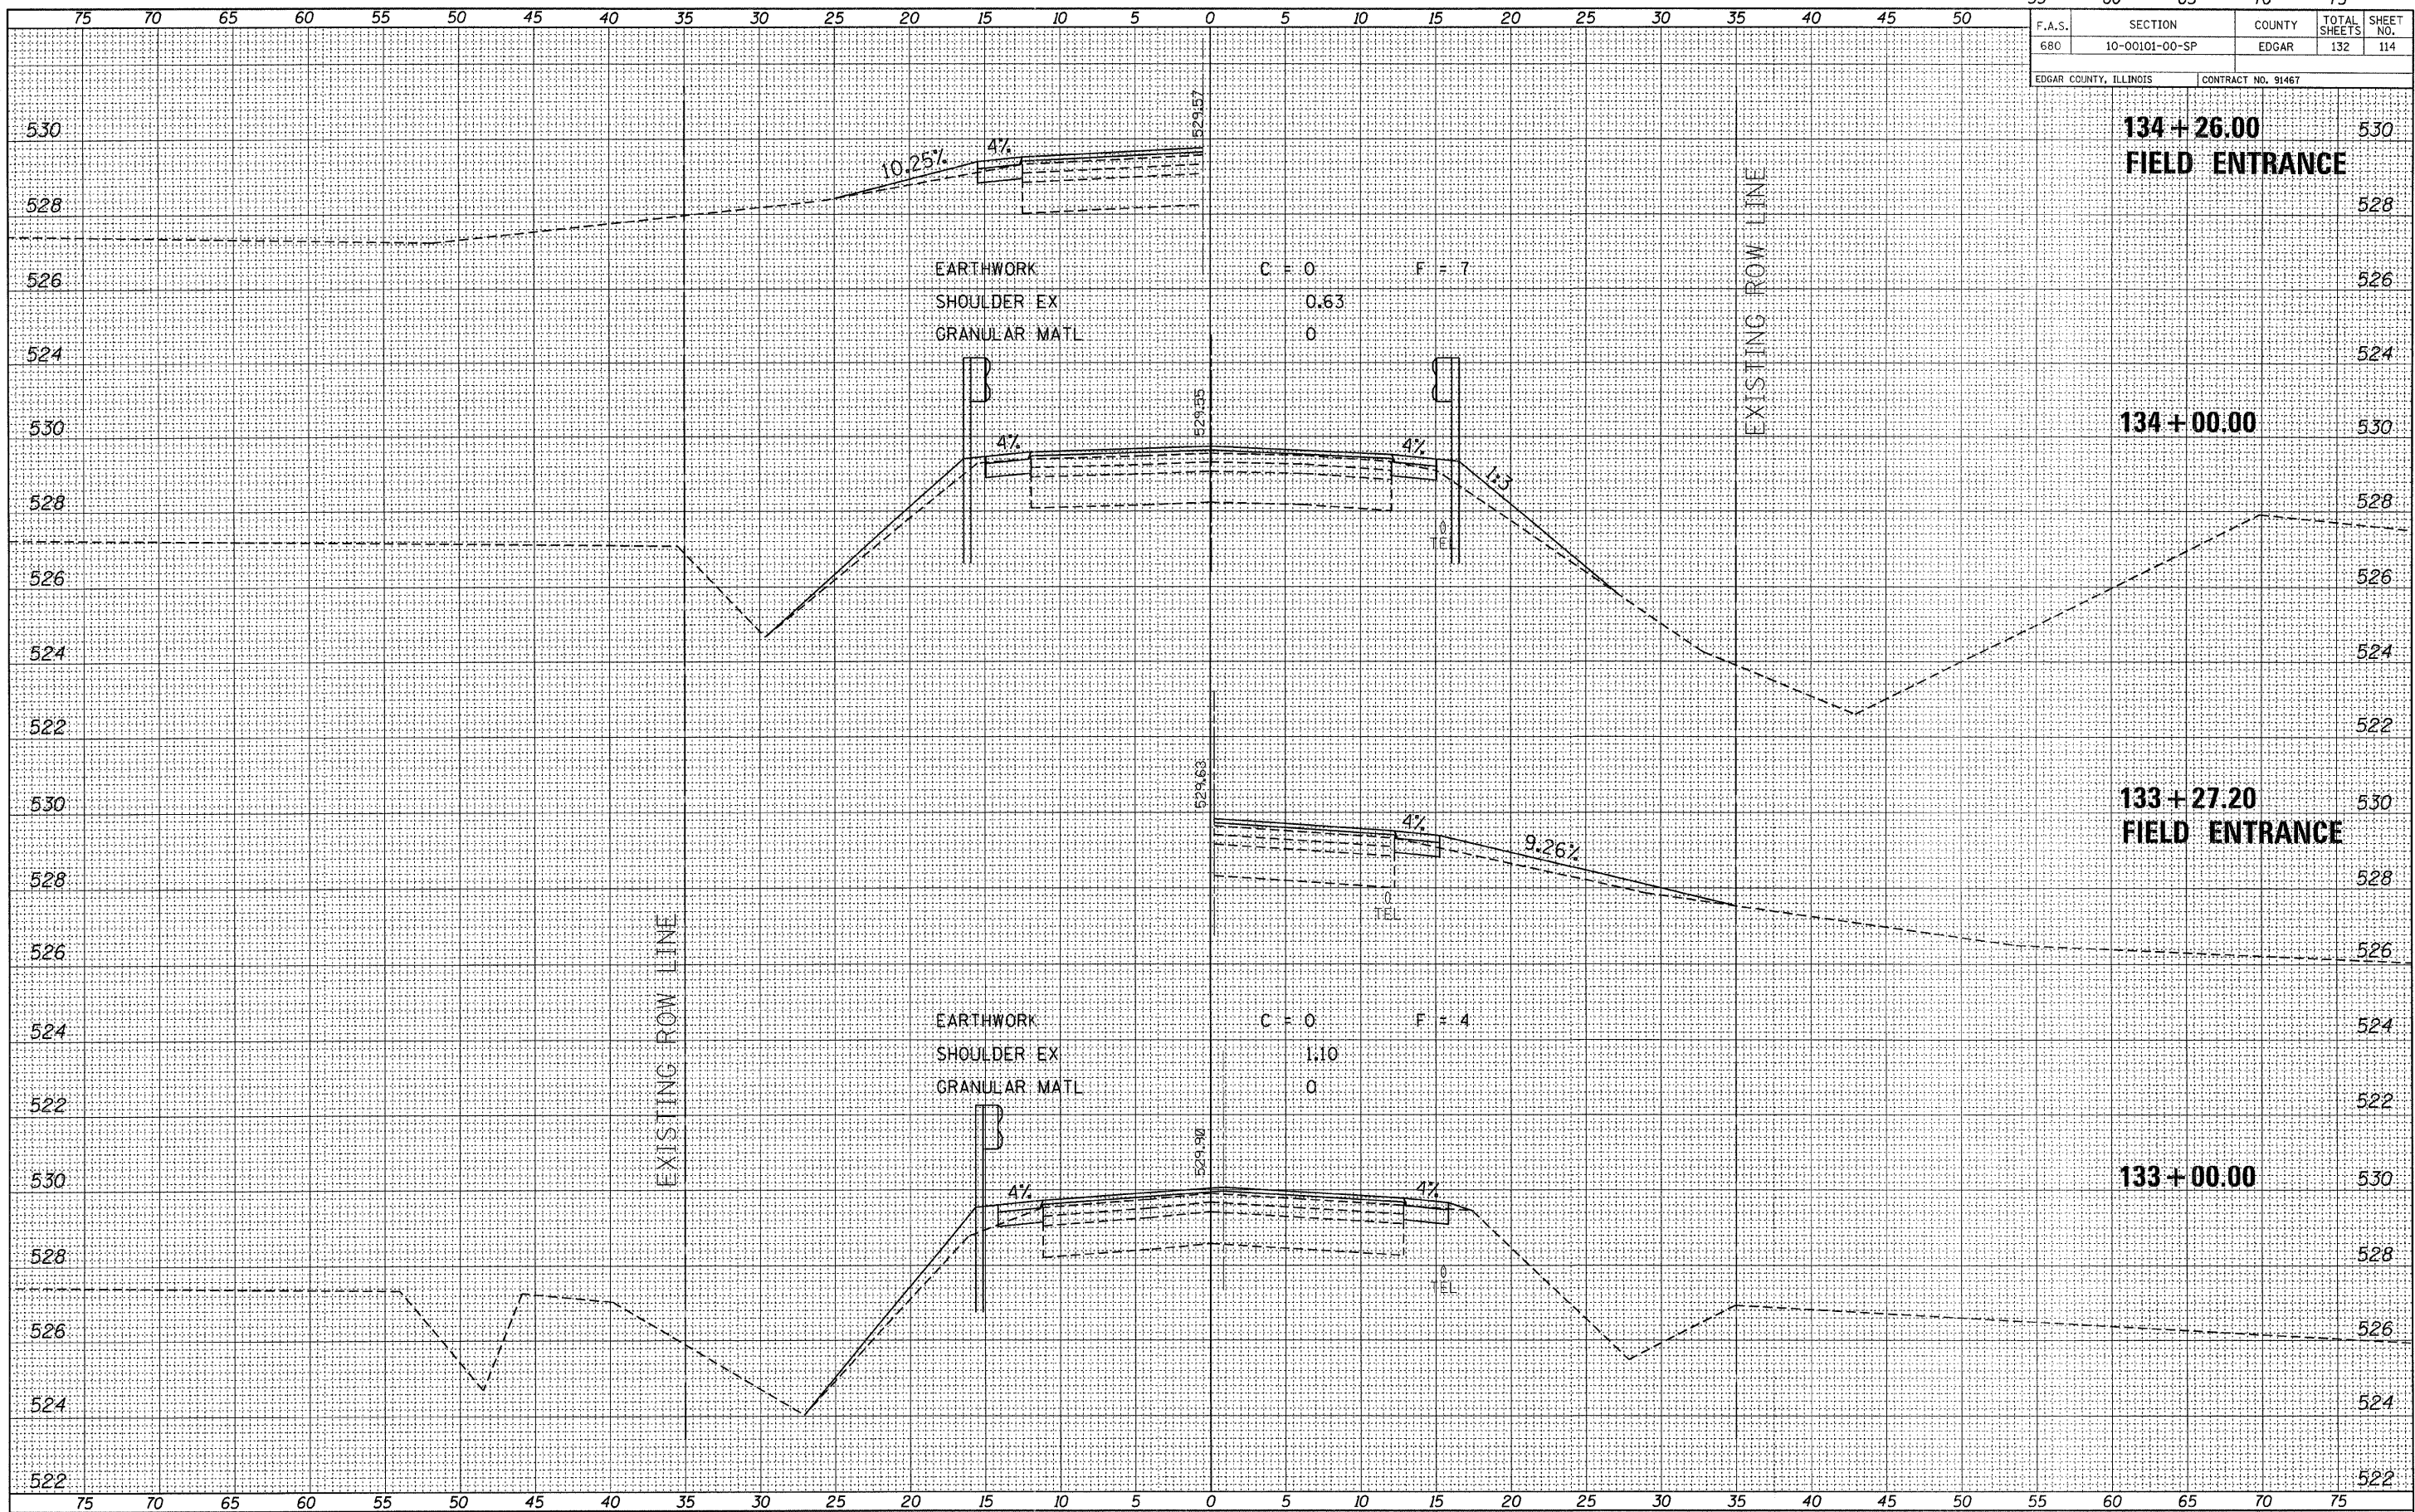 75 70 65 60 55 50 45 40 35 30 25 20 15 10 5 0 5 10 15 20 25 30 35 40 45 50
F.A.S. SECTION COUNTY TOTAL SHEETS SHEET NO.
680 10-00101-00-SP EDGAR 132 114
EDGAR COUNTY, ILLINOIS CONTRACT NO. 91467
529.57
530 134+26.00 530
FIELD ENTRANCE
10.25% 4%
528 528
EXISTING ROW LINE
526 EARTHWORK C = 0 F = 7 526
SHOULDER EX 0.63
GRANULAR MATL 0
524 524
529.55
530 134+00.00 530
4% 4%
1:3
528 528
0
TEL
526 526
524 524
522 522
529.63
530 133+27.20 530
FIELD ENTRANCE
4%
9.26%
528 528
0
TEL
EXISTING ROW LINE
526 526
524 EARTHWORK C = 0 F = 4 524
SHOULDER EX 1.10
GRANULAR MATL 0
522 522
529.90
530 133+00.00 530
4% 4%
528 528
0
TEL
526 526
524 524
522 522
75 70 65 60 55 50 45 40 35 30 25 20 15 10 5 0 5 10 15 20 25 30 35 40 45 50 55 60 65 70 75